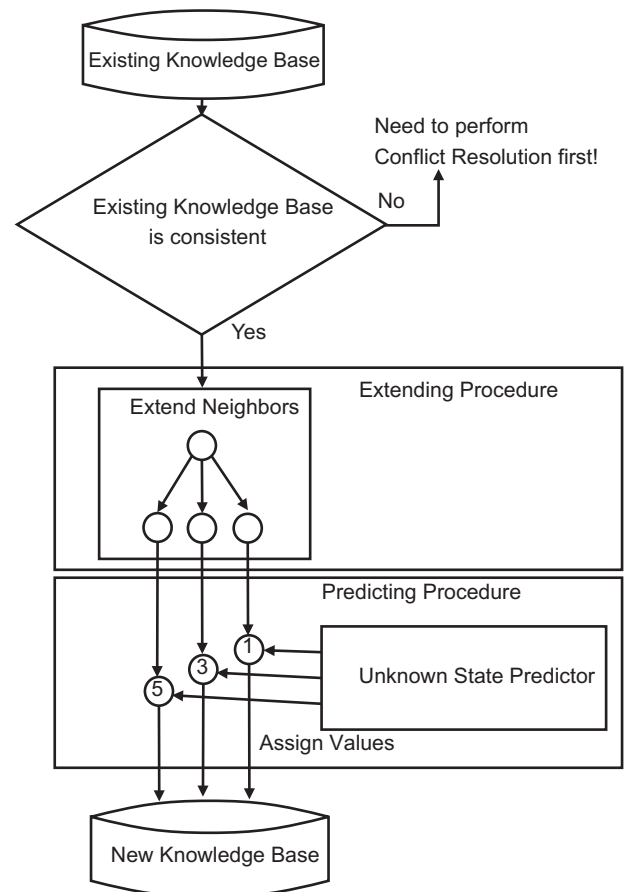 Existing Knowledge Base
Need to perform
Conflict Resolution first!
No
Existing Knowledge Base
is consistent
Yes
Extending Procedure
Extend Neighbors
Predicting Procedure
1
3
5
Unknown State Predictor
Assign Values
New Knowledge Base